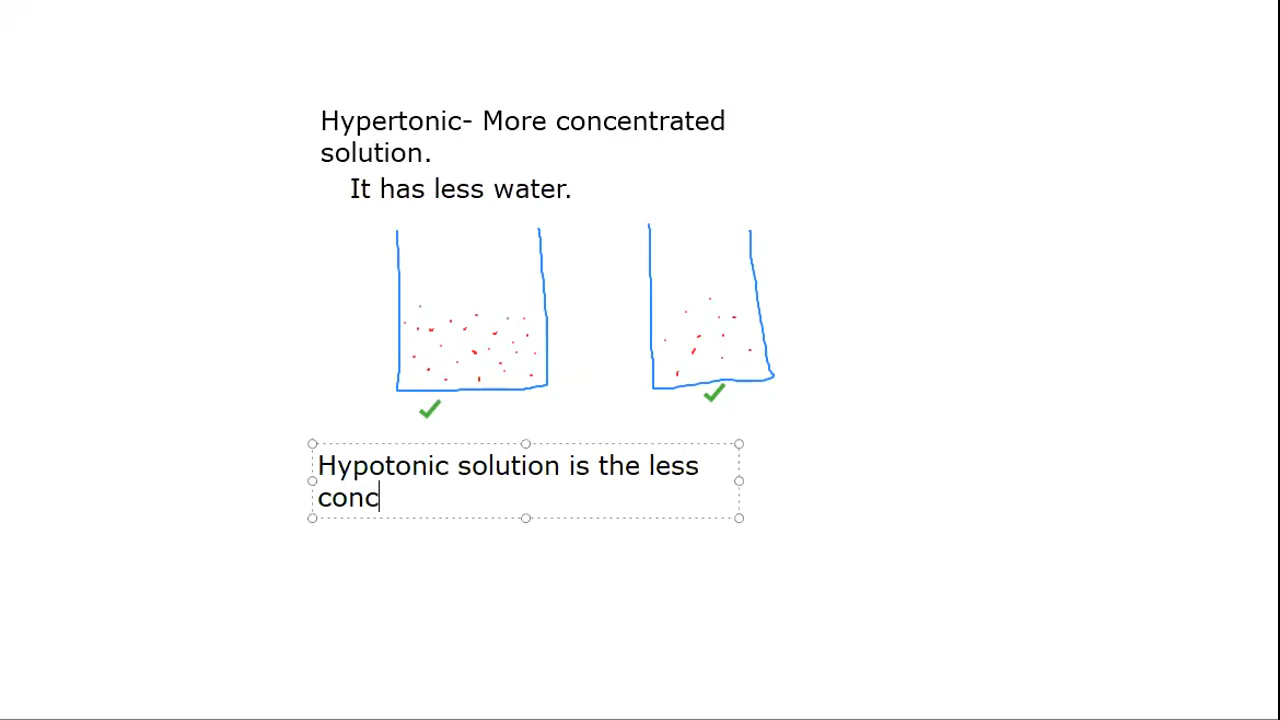 Hypertonic- More concentrated
solution.
It has less water.
Hypotonic solution is the less
conc